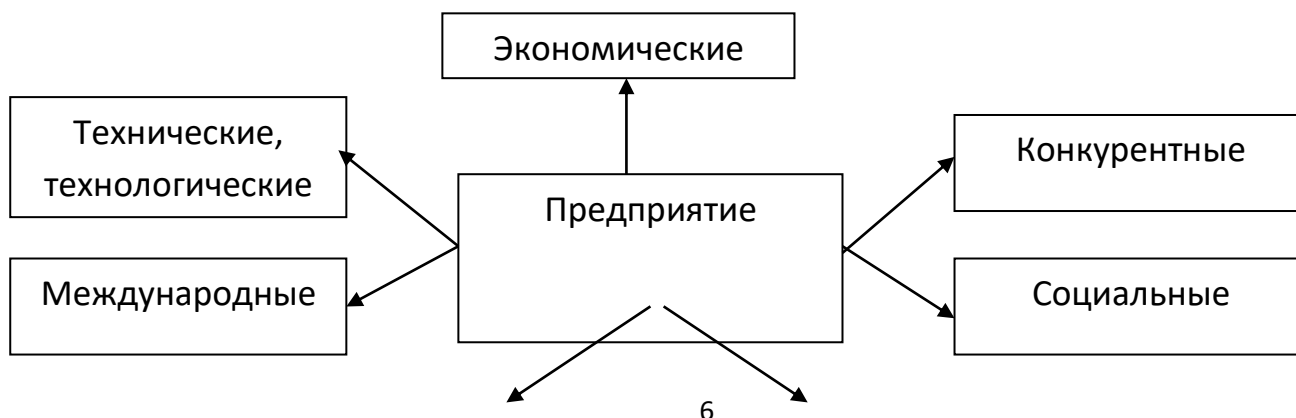 Экономические
Технические,
технологические
Конкурентные
Предприятие
Международные
Социальные
6